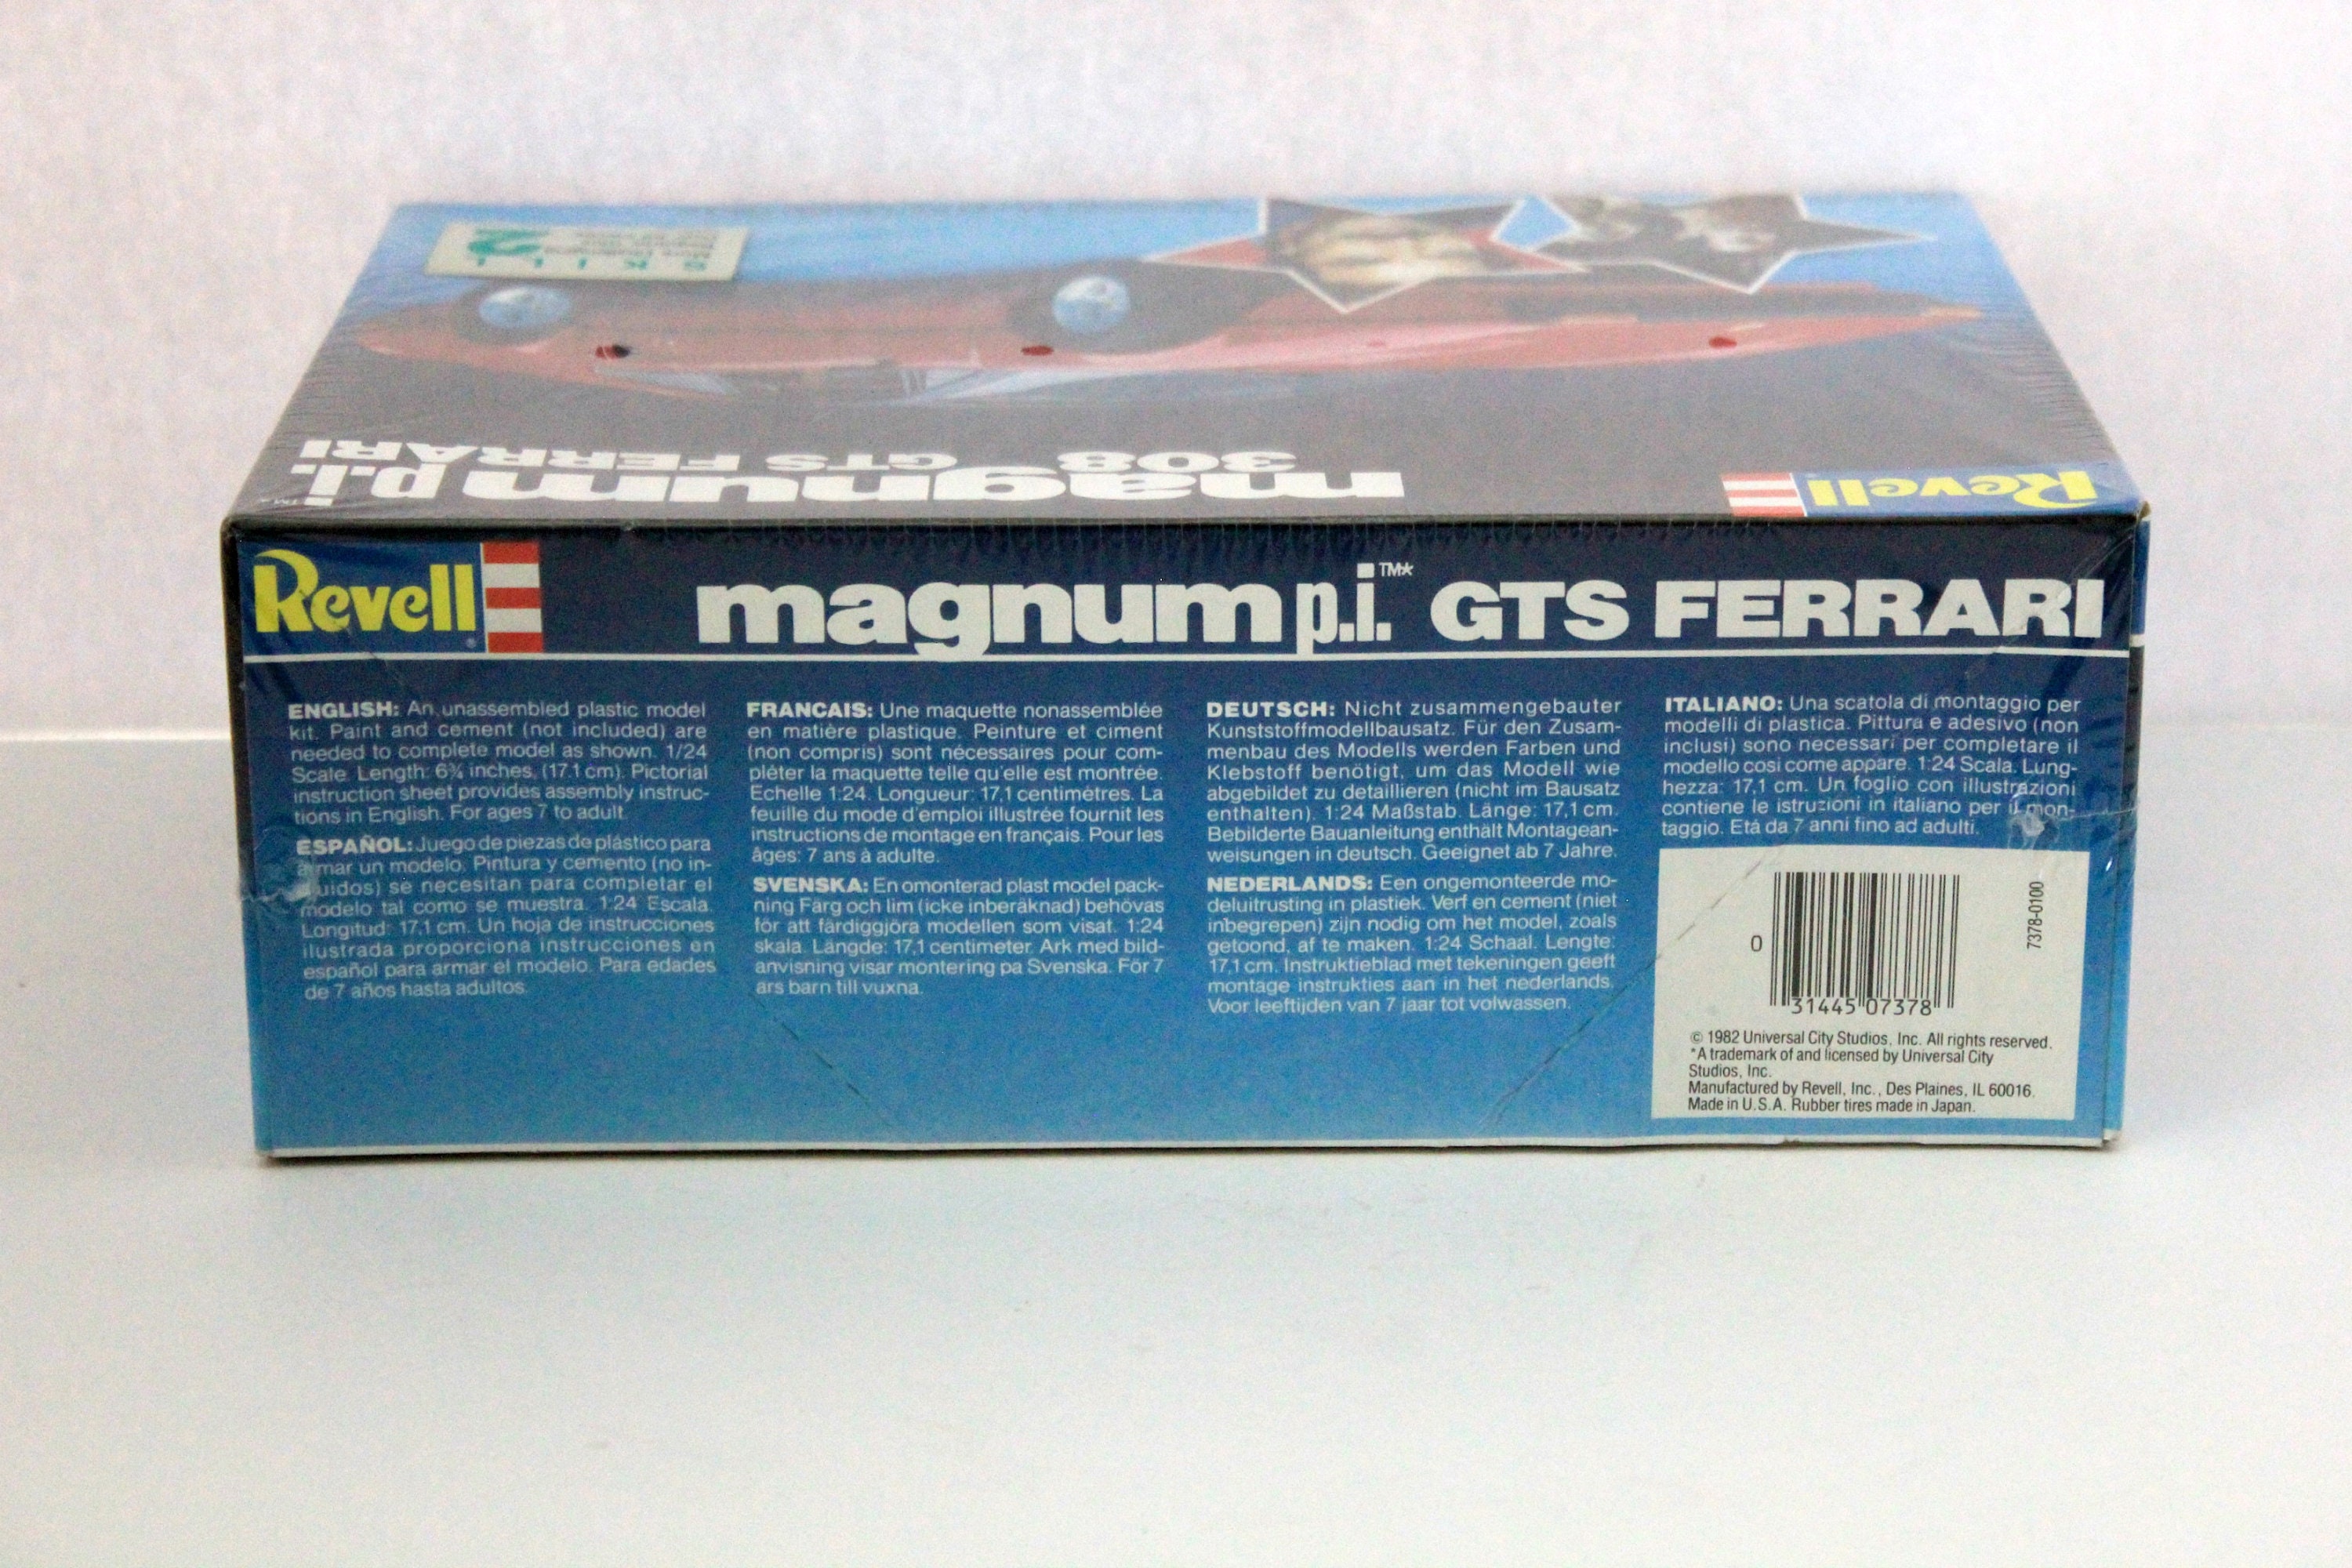 SKILL
2
308 GTS FERRARI
magnum p.i.
Revell
Revell
magnum p.i.™* GTS FERRARI
ENGLISH: An unassembled plastic model
kit. Paint and cement (not included) are
needed to complete model as shown. 1/24
Scale. Length: 6¾ inches, (17.1 cm). Pictorial
instruction sheet provides assembly instruc-
tions in English. For ages 7 to adult.
ESPAÑOL: Juego de piezas de plástico para
armar un modelo. Pintura y cemento (no in-
cluidos) se necesitan para completar el
modelo tal como se muestra. 1:24 Escala.
Longitud: 17,1 cm. Un hoja de instrucciones
ilustrada proporciona instrucciones en
español para armar el modelo. Para edades
de 7 años hasta adultos.
FRANCAIS: Une maquette nonassemblée
en matière plastique. Peinture et ciment
(non compris) sont nécessaires pour com-
pléter la maquette telle qu'elle est montrée.
Echelle 1:24. Longueur: 17,1 centimétres. La
feuille du mode d'emploi illustrée fournit les
instructions de montage en français. Pour les
âges: 7 ans à adulte.
SVENSKA: En omonterad plast model pack-
ning Färg och lim (icke inberäknad) behövas
för att färdiggjöra modellen som visat. 1:24
skala. Längde: 17,1 centimeter. Ark med bild-
anvisning visar montering pa Svenska. För 7
ars barn till vuxna.
DEUTSCH: Nicht zusammengebauter
Kunststoffmodellbausatz. Für den Zusam-
menbau des Modells werden Farben und
Klebstoff benötigt, um das Modell wie
abgebildet zu detaillieren (nicht im Bausatz
enthalten). 1:24 Maßstab. Länge: 17,1 cm.
Bebilderte Bauanleitung enthält Montagean-
weisungen in deutsch. Geeignet ab 7 Jahre.
NEDERLANDS: Een ongemonteerde mo-
deluitrusting in plastiek. Verf en cement (niet
inbegrepen) zijn nodig om het model, zoals
getoond, af te maken. 1:24 Schaal. Lengte:
17,1 cm. Instruktieblad met tekeningen geeft
montage instrukties aan in het nederlands.
Voor leeftijden van 7 jaar tot volwassen.
ITALIANO: Una scatola di montaggio per
modelli di plastica. Pittura e adesivo (non
inclusi) sono necessari per completare il
modello cosi come appare. 1:24 Scala. Lung-
hezza: 17,1 cm. Un foglio con illustrazioni
contiene le istruzioni in italiano per il mon-
taggio. Etá da 7 anni fino ad adulti.
0
31445 07378
7378-0100
© 1982 Universal City Studios, Inc. All rights reserved.
*A trademark of and licensed by Universal City
Studios, Inc.
Manufactured by Revell, Inc., Des Plaines, IL 60016.
Made in U.S.A. Rubber tires made in Japan.